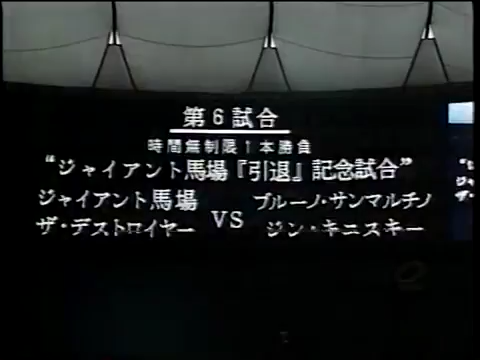 第6試合
時間無制限1本勝負
“ジャイアント馬場『引退』記念試合”
ジャイアント馬場 ブルーノ・サンマルチノ
VS
ザ・デストロイヤー ジン・キニスキー